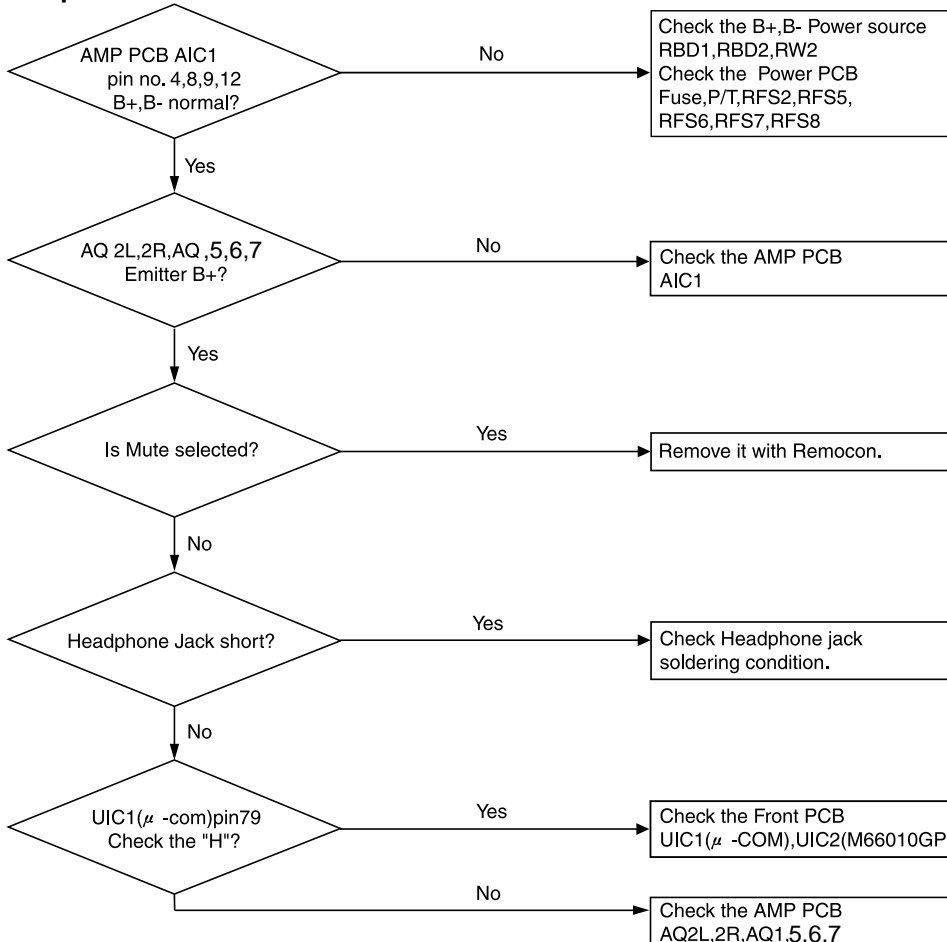 AMP PCB AIC1
pin no. 4,8,9,12
B+,B- normal?
No
Check the B+,B- Power source
RBD1,RBD2,RW2
Check the Power PCB
Fuse,P/T,RFS2,RFS5,
RFS6,RFS7,RFS8
Yes
AQ 2L,2R,AQ ,5,6,7
Emitter B+?
No
Check the AMP PCB
AIC1
Yes
Is Mute selected?
Yes
Remove it with Remocon.
No
Headphone Jack short?
Yes
Check Headphone jack
soldering condition.
No
UIC1(μ -com)pin79
Check the "H"?
Yes
Check the Front PCB
UIC1(μ -COM),UIC2(M66010GP
No
Check the AMP PCB
AQ2L,2R,AQ1,5,6,7